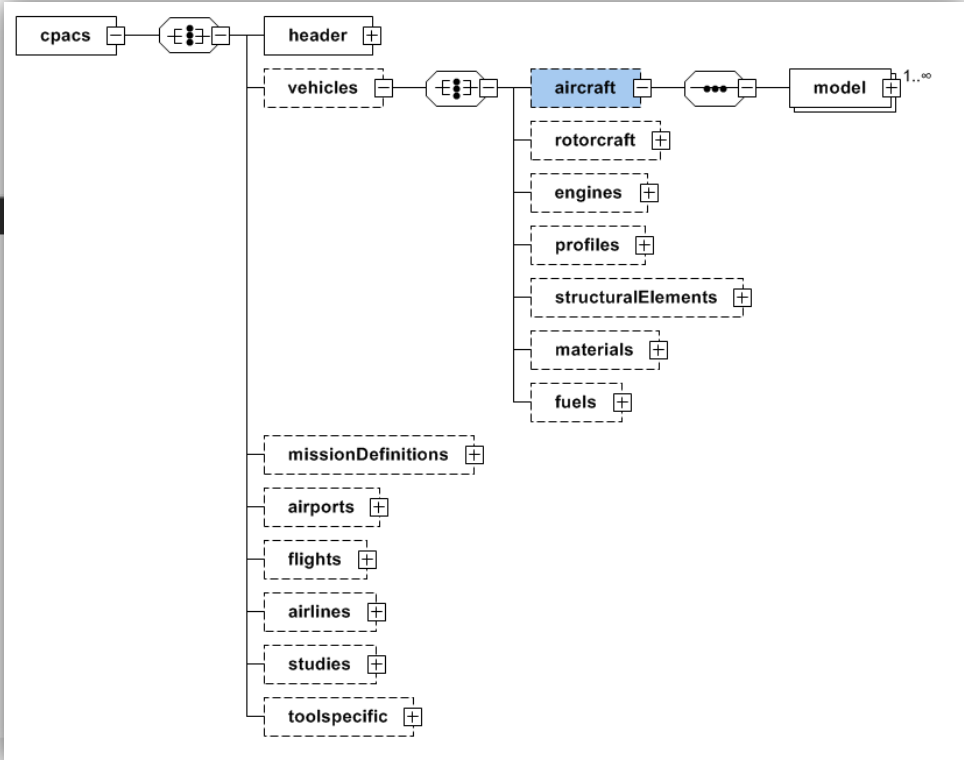 cpacs
header
vehicles
aircraft
model
1..∞
rotorcraft
engines
profiles
structuralElements
materials
fuels
missionDefinitions
airports
flights
airlines
studies
toolspecific